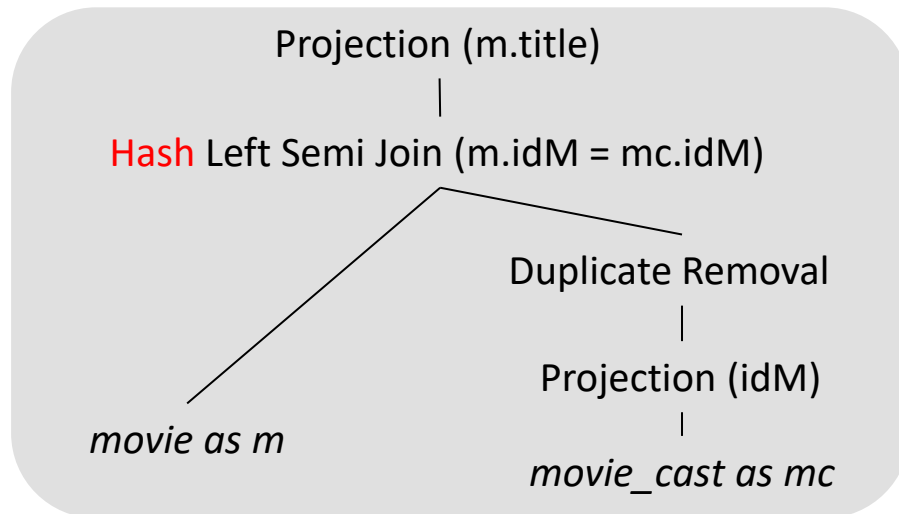 Projection (m.title)
Hash Left Semi Join (m.idM = mc.idM)
Duplicate Removal
Projection (idM)
movie as m
movie_cast as mc